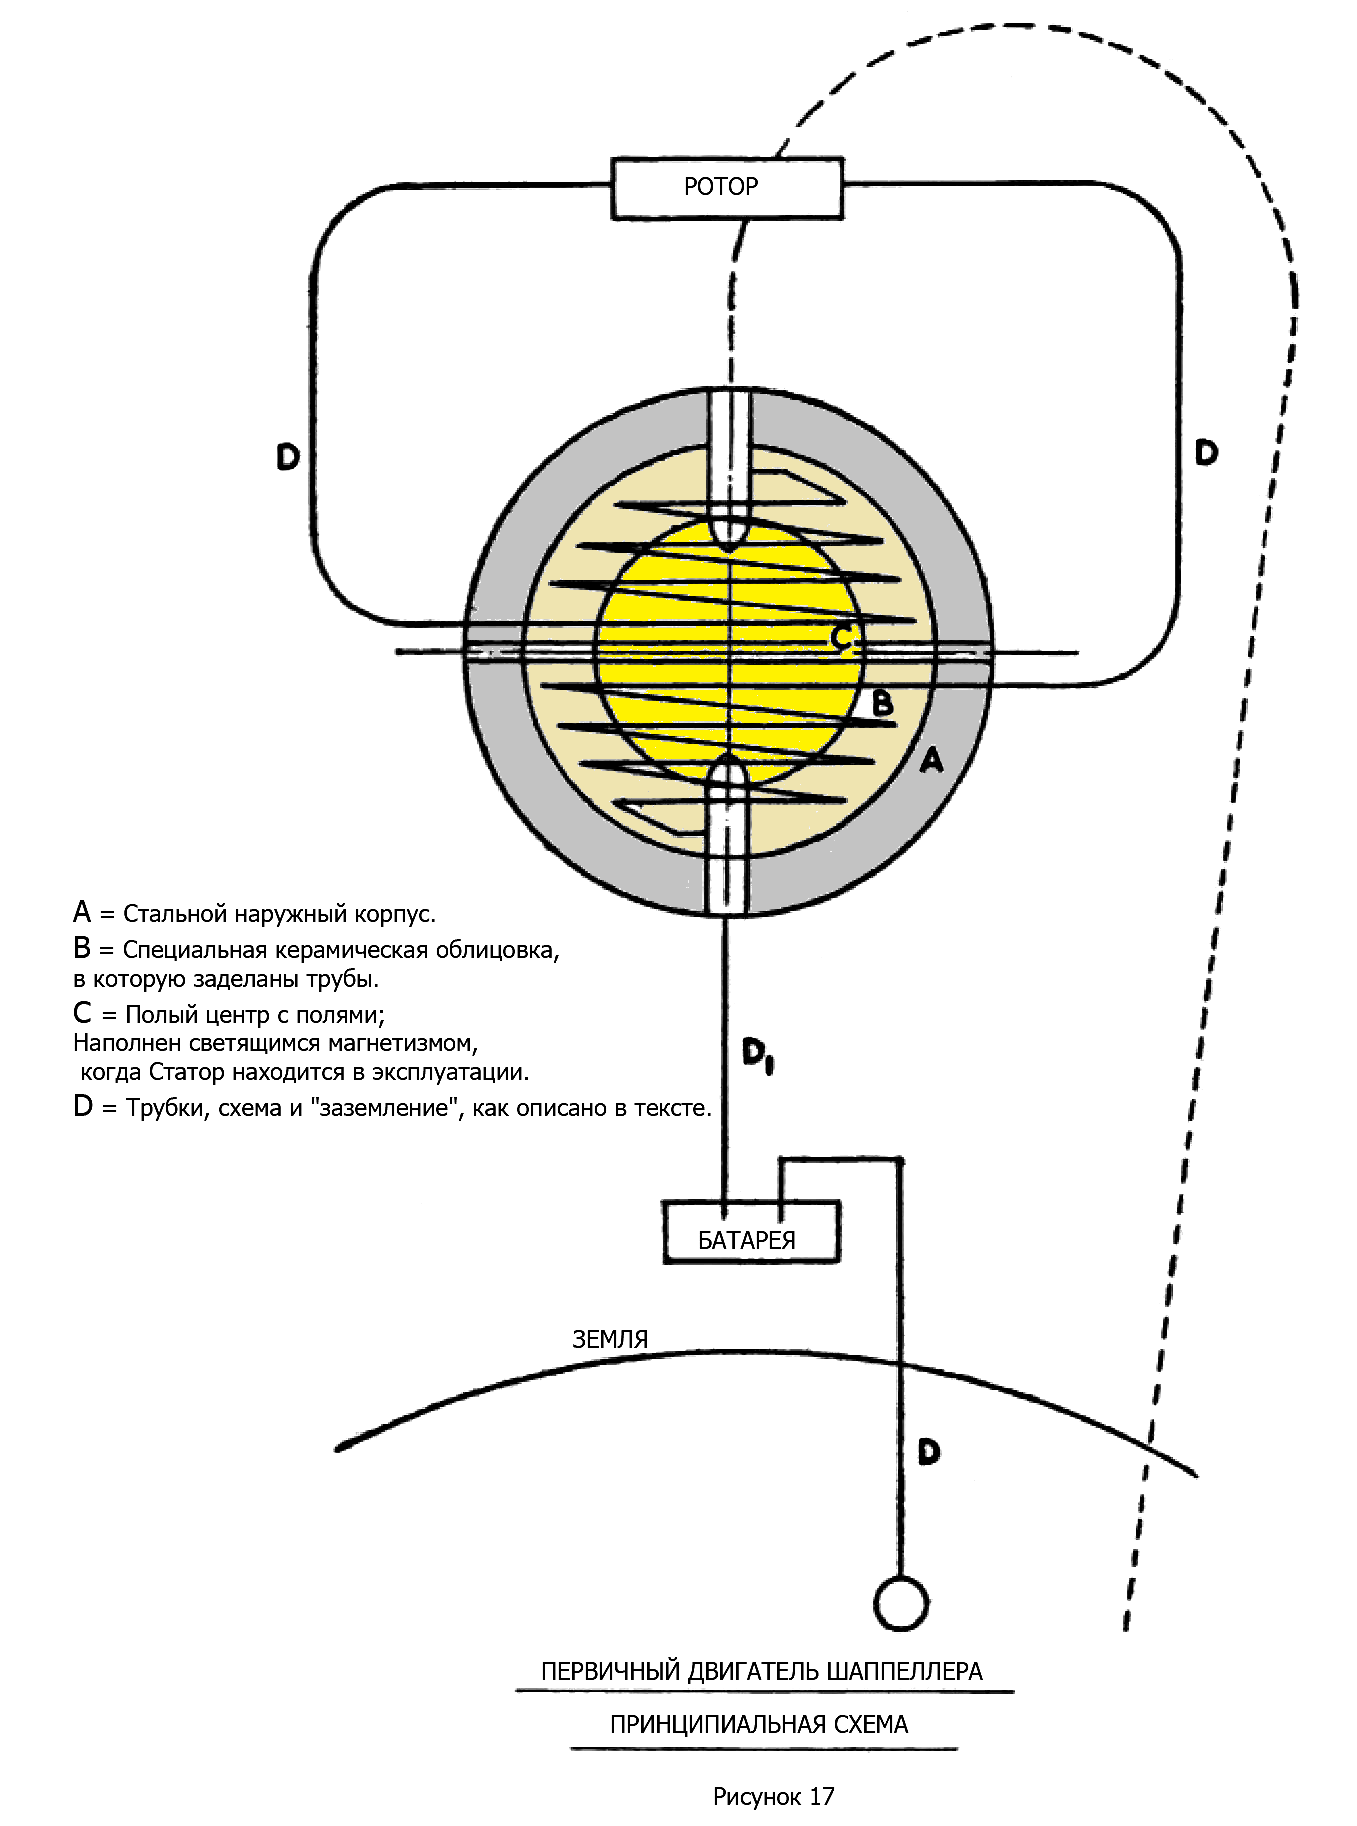 РОТОР
D
D
C
B
A
A = Стальной наружный корпус.
B = Специальная керамическая облицовка,
в которую заделаны трубы.
C = Полый центр с полями;
Наполнен светящимся магнетизмом,
когда Статор находится в эксплуатации.
D = Трубки, схема и "заземление", как описано в тексте.
D1
БАТАРЕЯ
ЗЕМЛЯ
D
ПЕРВИЧНЫЙ ДВИГАТЕЛЬ ШАППЕЛЛЕРА
ПРИНЦИПИАЛЬНАЯ СХЕМА
Рисунок 17